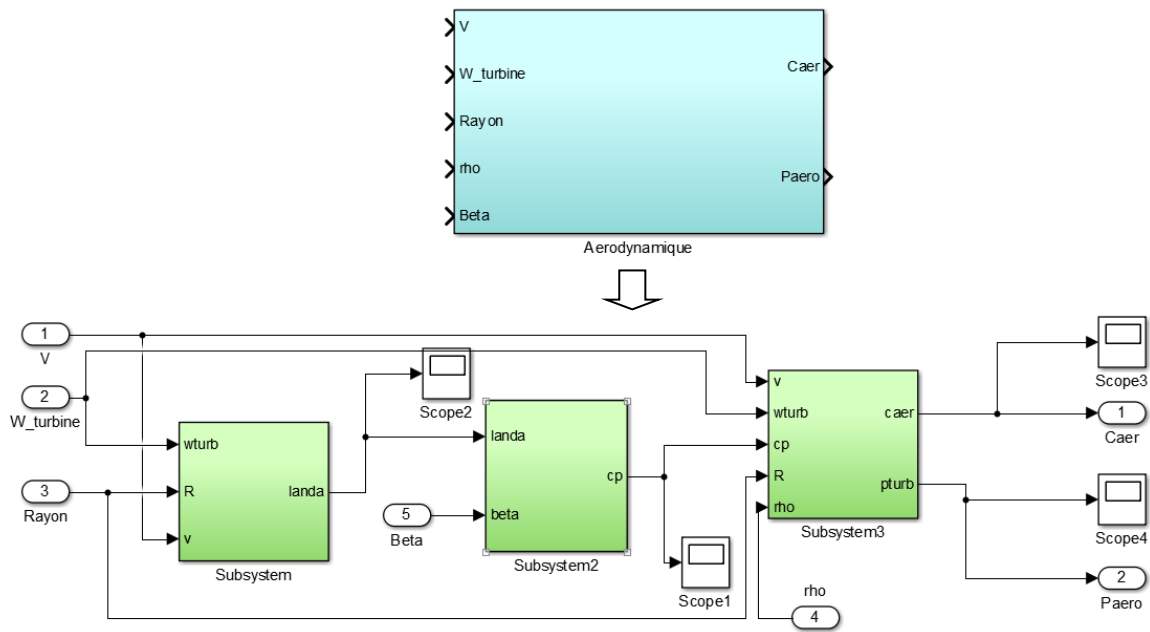 V
W_turbine
Rayon
rho
Beta
Caer
Paero
Aerodynamique
1
V
2
W_turbine
3
Rayon
wturb
R
v
landa
Subsystem
Scope2
5
Beta
landa
beta
cp
Subsystem2
Scope1
v
wturb
cp
R
rho
caer
pturb
Subsystem3
rho
4
Scope3
1
Caer
Scope4
2
Paero